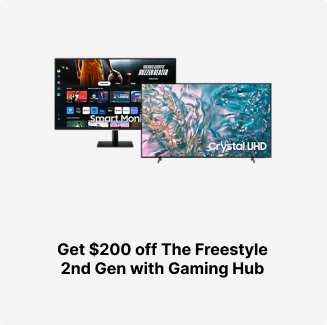 Smart Moni
Crystal UHD
Get $200 off The Freestyle
2nd Gen with Gaming Hub